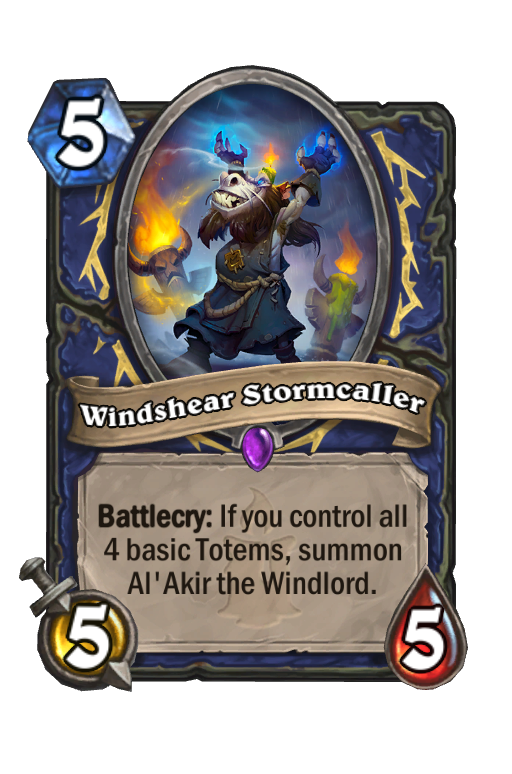 5
Windshear Stormcaller
Battlecry: If you control all
4 basic Totems, summon
Al'Akir the Windlord.
5
5